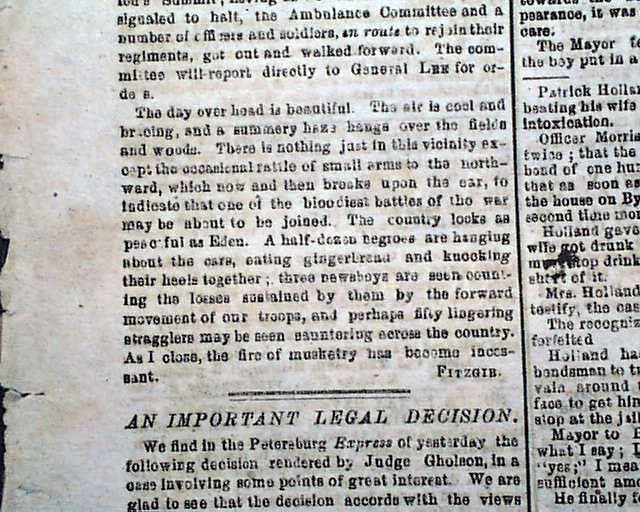 signaled to halt, the Ambulance Committee and a
number of officers and soldiers, en route to rejoin their
regiments, got out and walked forward. The com-
mittee will report directly to General LEE for or-
de s.
The day over head is beautiful. The air is cool and
br.cing, and a summery haze hangs over the fields
and woods. There is nothing just in this vicinity ex-
cept the occasional rattle of small arms to the north-
ward, which now and then breaks upon the ear, to
indicate that one of the bloodiest battles of the war
may be about to be joined. The country looks as
peaceful as Eden. A half-dozen negroes are hanging
about the cars, eating gingerbread and knocking
their heels together; three newsboys are seen count-
ing the losses sustained by them by the forward
movement of our troops, and perhaps fifty lingering
stragglers may be seen sauntering across the country.
As I close, the fire of musketry has become inces-
sant. FITZGIB.
AN IMPORTANT LEGAL DECISION.
We find in the Petersburg Express of yesterday the
following decision rendered by Judge Gholson, in a
case involving some points of great interest. We are
glad to see that the decision accords with the views
pearance, it was
care.
The Mayor fe
the boy put in a
Patrick Hollan
beating his wife
intoxication.
Officer Morris
twice; that the
bond of one hun
that as soon as
the house on By
second time mor
Holland gave
wife got drunk
stop drink
short of it.
Mrs. Holland
testify, the cas
The recogniz
forfeited
Holland ha
bondsman to t
vain around
face to get him
stop at the jail
Mayor to
what I say; I
"yes;" I mea
sufficient am
He finally f